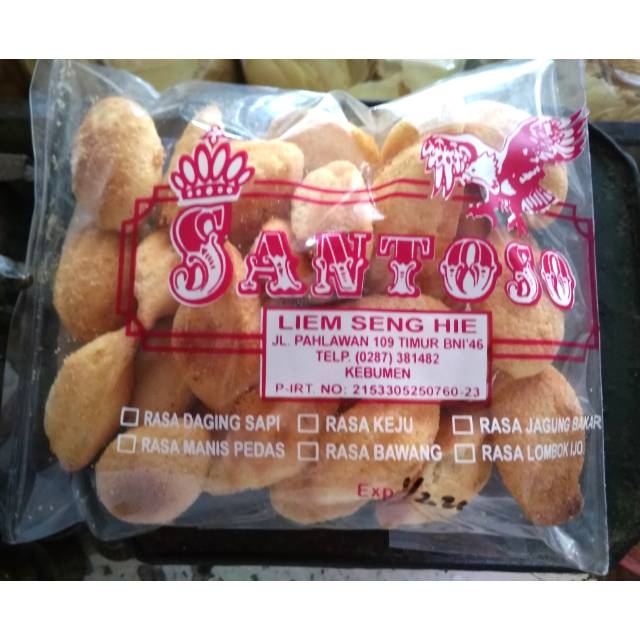 SANTOSO
LIEM SENG HIE
JL. PAHLAWAN 109 TIMUR BNI'46
TELP. (0287) 381482
KEBUMEN
P-IRT. NO: 2153305250760-23
RASA DAGING SAPI RASA KEJU RASA JAGUNG BAKAR
RASA MANIS PEDAS RASA BAWANG RASA LOMBOK IJO
Exp